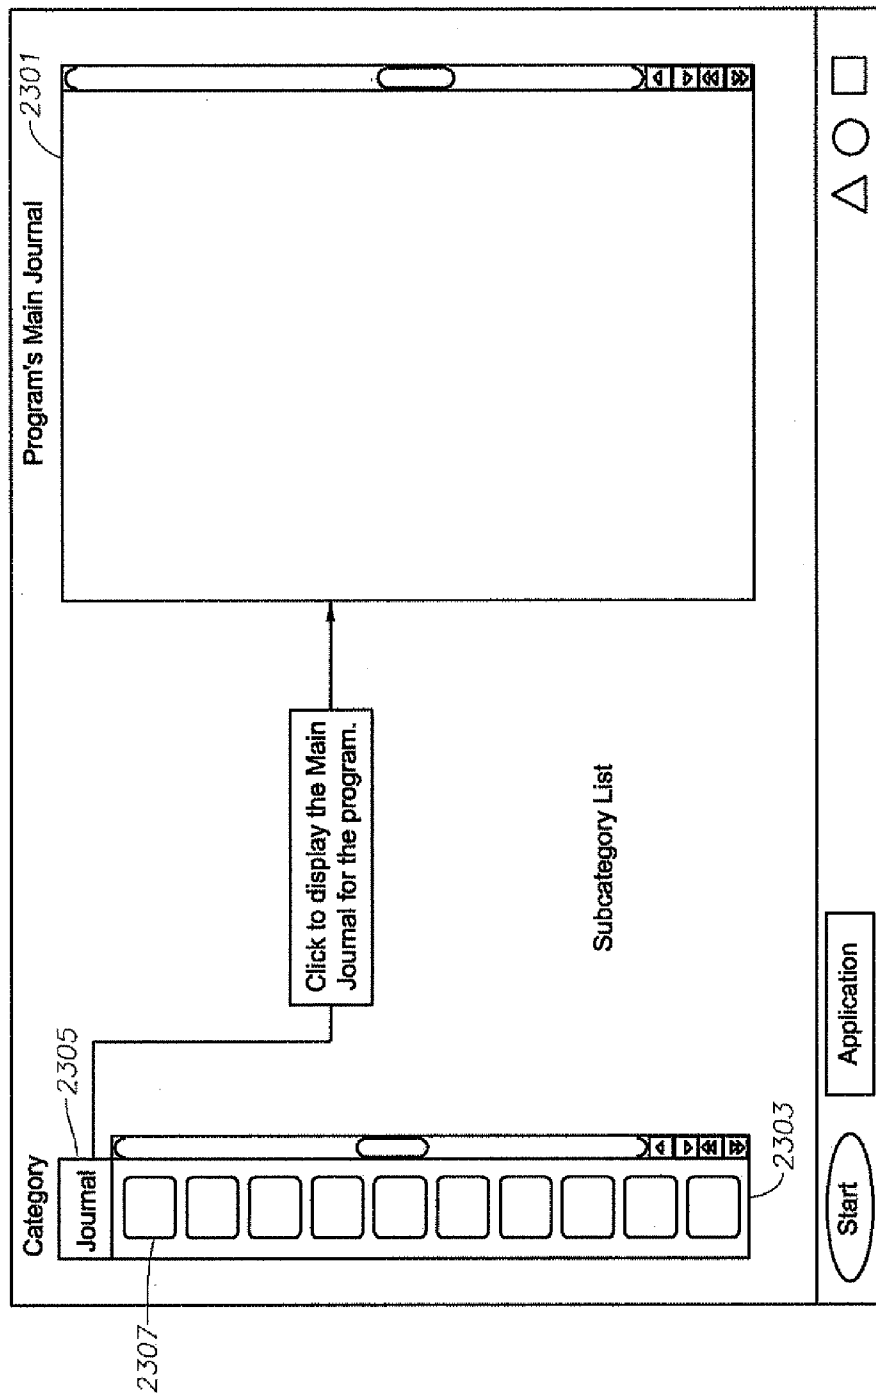 Category
Program's Main Journal
2301
Journal
2305
2307
Click to display the Main
Journal for the program.
Subcategory List
2303
Start
Application